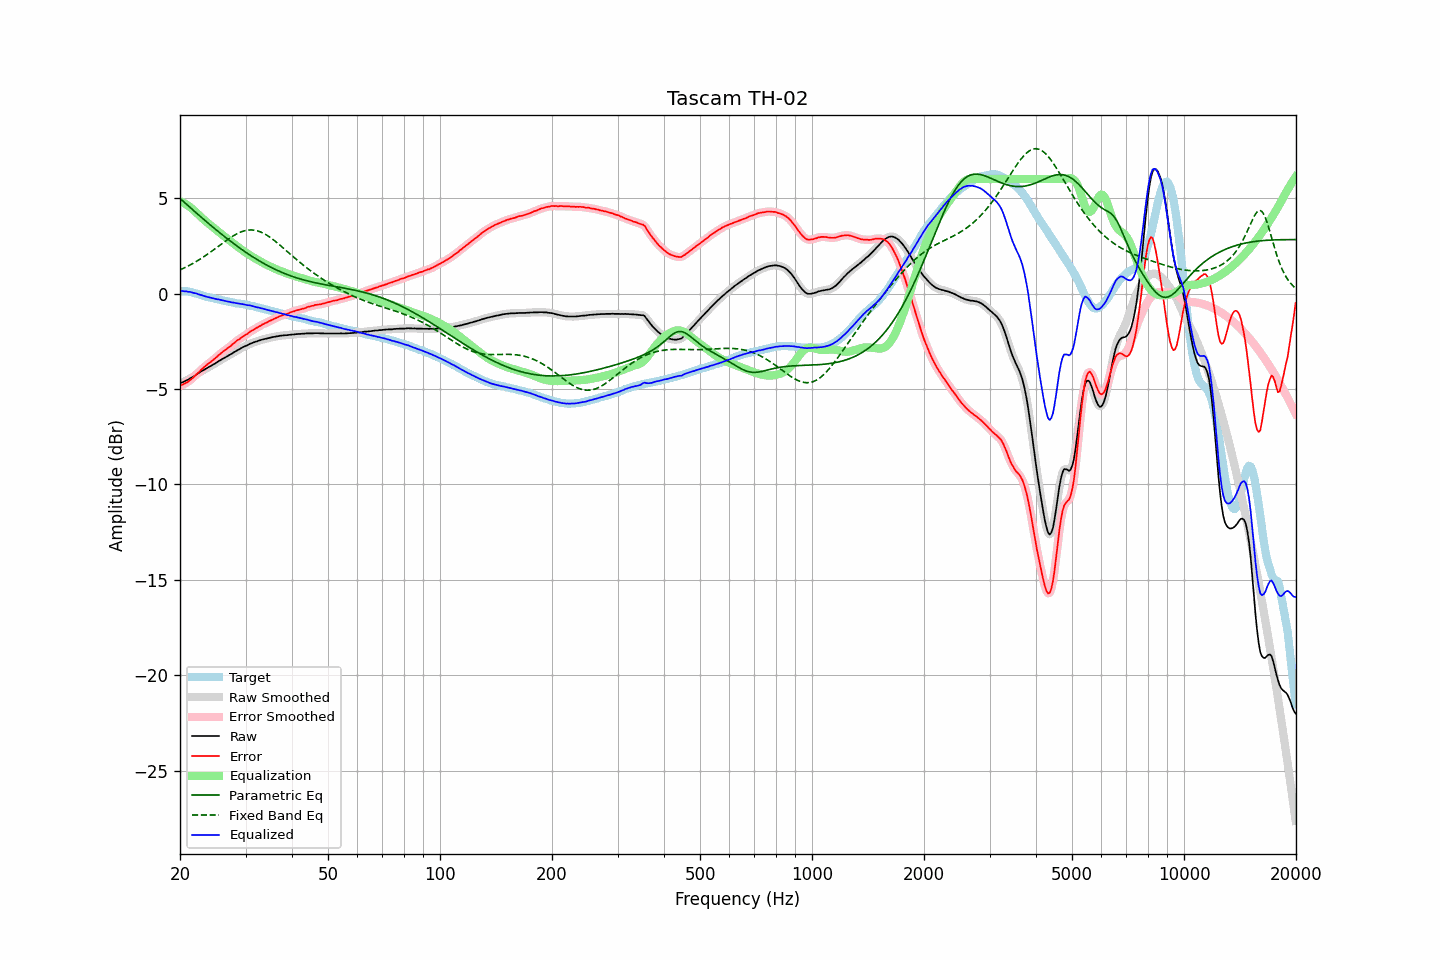 Tascam TH-02
Amplitude (dBr)
5
0
−5
−10
−15
−20
−25
Target
Raw Smoothed
Error Smoothed
Raw
Error
Equalization
Parametric Eq
Fixed Band Eq
Equalized
20 50 100 200 500 1000 2000 5000 10000 20000
Frequency (Hz)